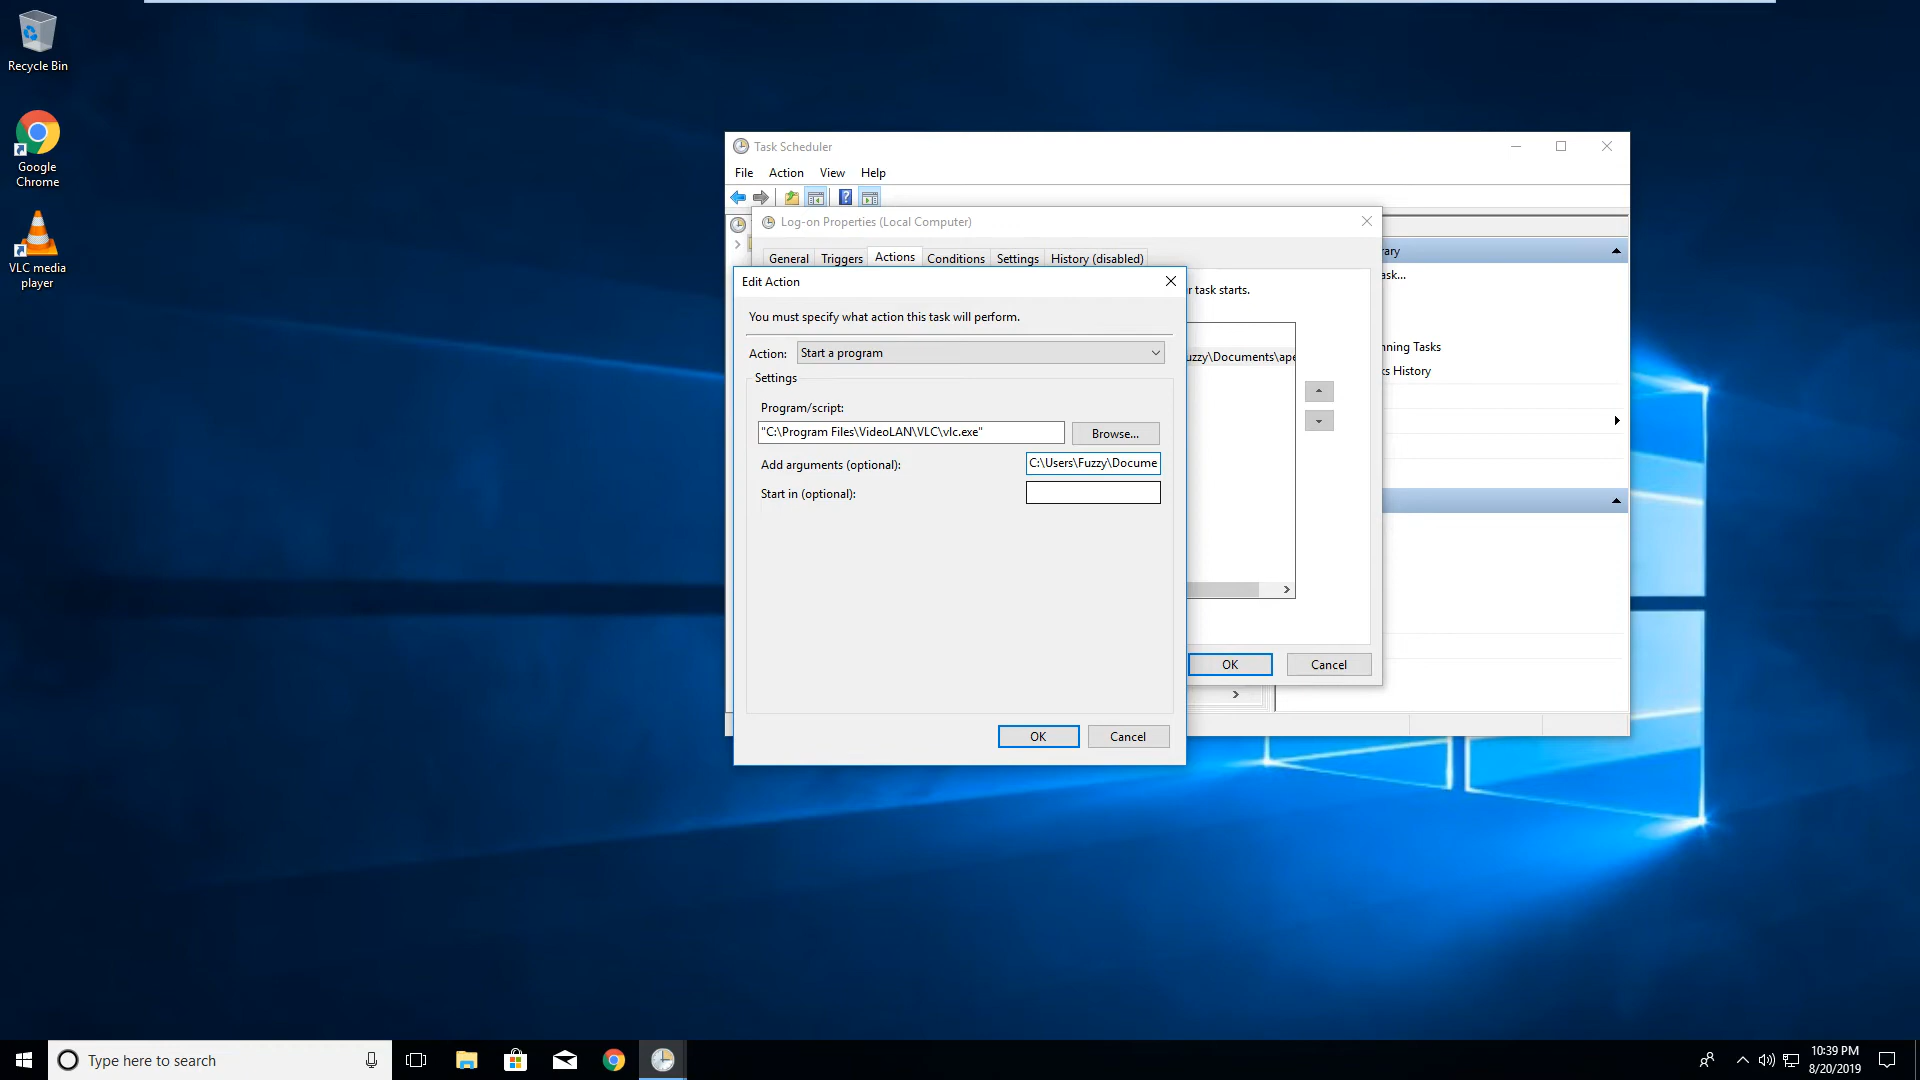 Recycle Bin
Google
Chrome
VLC media
player
Task Scheduler
File Action View Help
Log-on Properties (Local Computer)
General Triggers Actions Conditions Settings History (disabled)
Edit Action
You must specify what action this task will perform.
Action: Start a program
Settings
Program/script:
"C:\Program Files\VideoLAN\VLC\vlc.exe"
Browse...
Add arguments (optional):
C:\Users\Fuzzy\Docume
Start in (optional):
OK Cancel
r task starts.
uzzy\Documents\ape
OK Cancel
rary
ask...
nning Tasks
ks History
Type here to search
10:39 PM
8/20/2019